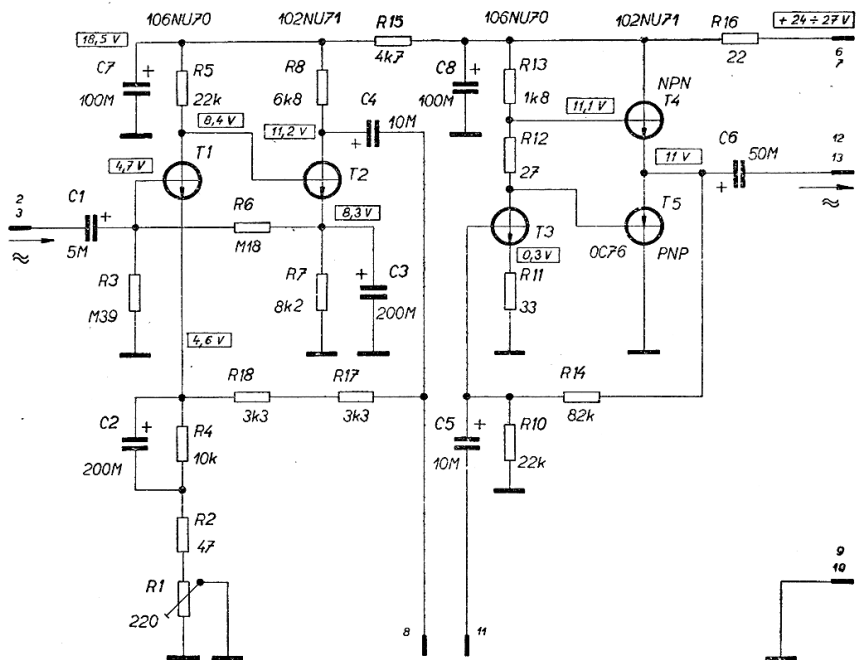 106NU70
102NU71
R15
106NU70
102NU71
R16
+ 24 ÷ 27 V
18,5 V
4k7
22
6
7
C7
+
100M
R5
22k
R8
6k8
C4
10M
+
C8
+
100M
R13
1k8
NPN
T4
11,1 V
8,4 V
11,2 V
R12
27
C6
50M
+
12
13
≈
11 V
4,7 V
T1
T2
T3
T5
OC76
PNP
2
3
≈
C1
+
5M
R6
M18
8,3 V
0,3 V
R3
M39
R7
8k2
+
C3
200M
R11
33
4,6 V
R18
3k3
R17
3k3
R14
82k
C2
+
200M
R4
10k
C5
+
10M
R10
22k
R2
47
R1
220
8
11
9
10